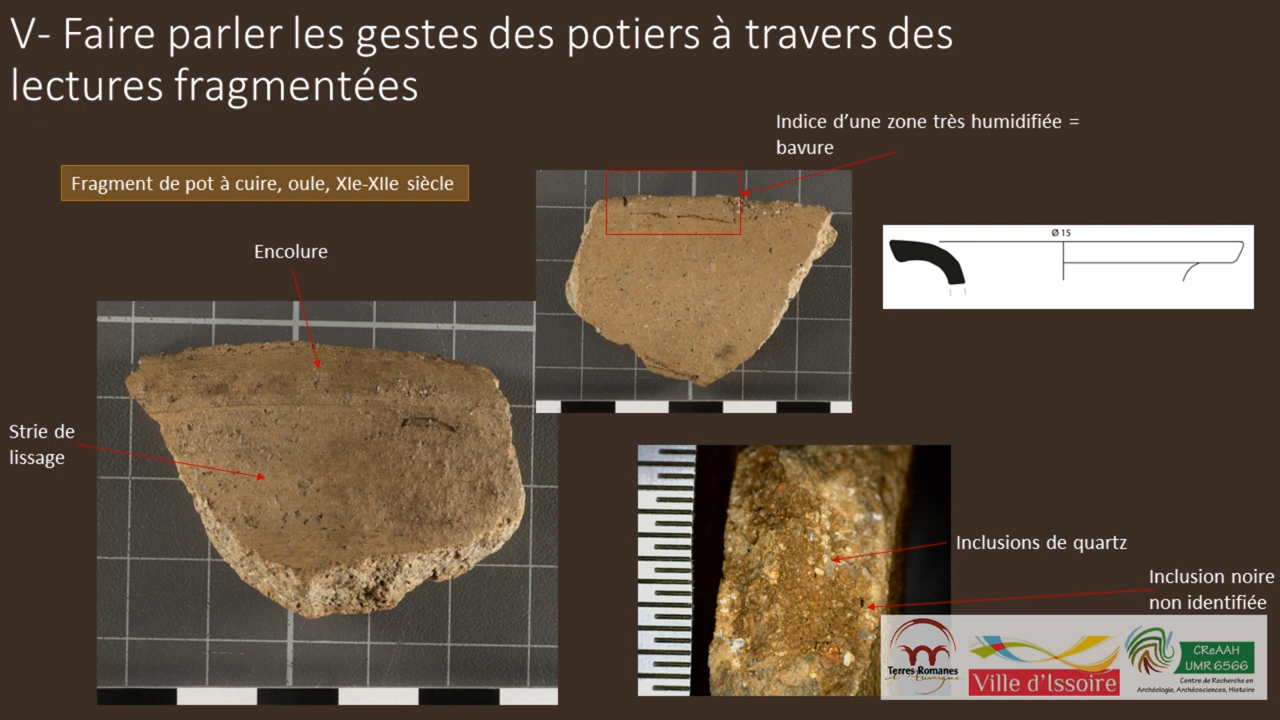 V- Faire parler les gestes des potiers à travers des
lectures fragmentées
Indice d’une zone très humidifiée =
bavure
Fragment de pot à cuire, oule, XIe-XIIe siècle
Ø 15
Encolure
Strie de
lissage
Inclusions de quartz
Inclusion noire
non identifiée
Terres Romanes
d'Auvergne
Ville d'Issoire
CReAAH
UMR 6566
Centre de Recherche en
Archéologie, Archéosciences, Histoire